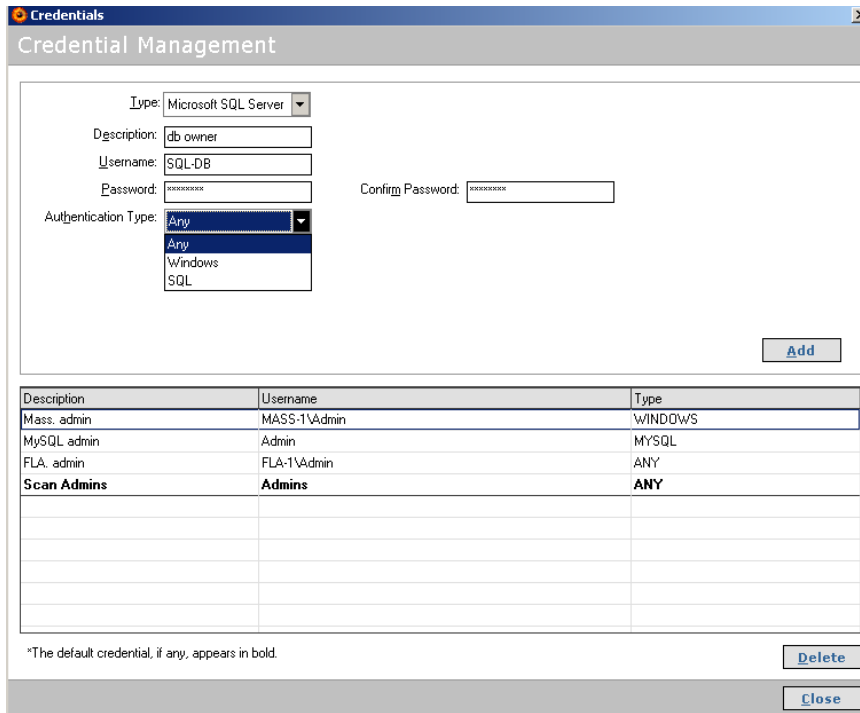 Credentials
Credential Management
Type: Microsoft SQL Server
Description: db owner
Username: SQL-DB
Password: ******** Confirm Password: ********
Authentication Type: Any
Any
Windows
SQL
Add
Description Username Type
Mass. admin MASS-1\Admin WINDOWS
MySQL admin Admin MYSQL
FLA. admin FLA-1\Admin ANY
Scan Admins Admins ANY
*The default credential, if any, appears in bold.
Delete
Close